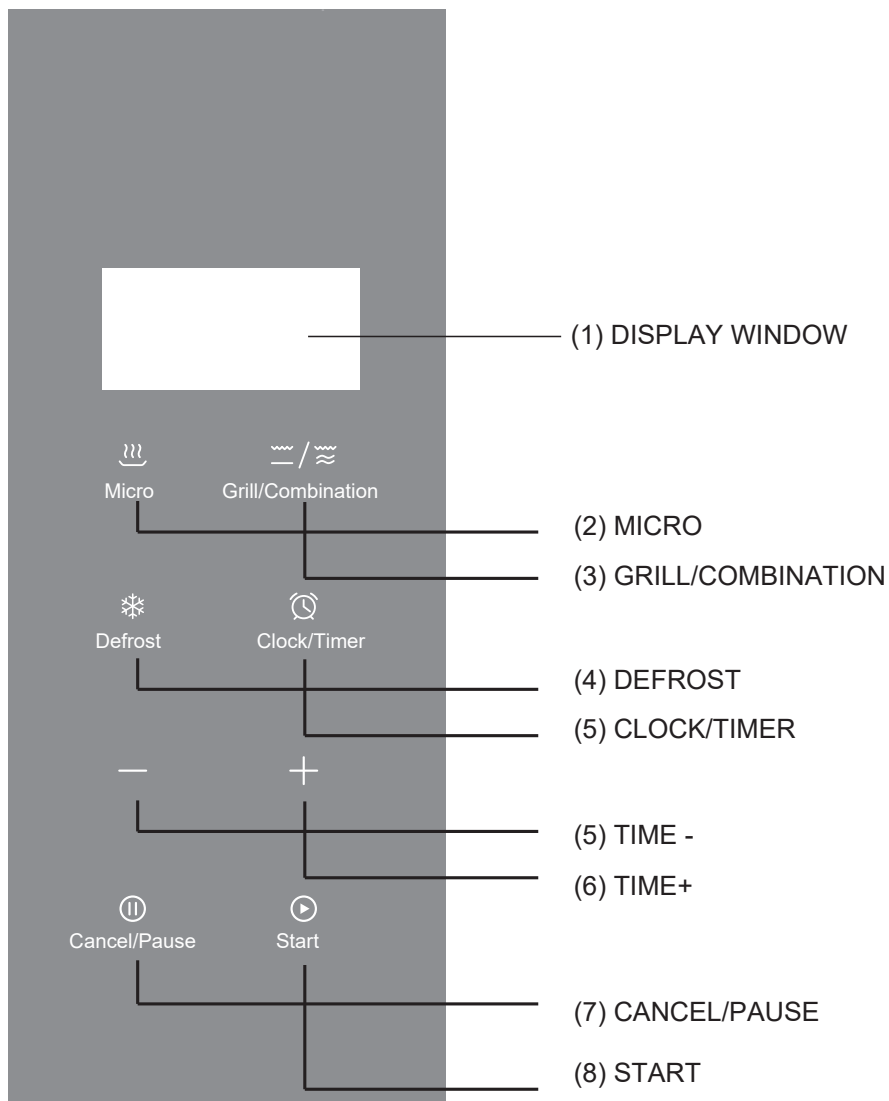 (1) DISPLAY WINDOW
Micro Grill/Combination
(2) MICRO
(3) GRILL/COMBINATION
Defrost Clock/Timer
(4) DEFROST
(5) CLOCK/TIMER
(5) TIME -
(6) TIME+
Cancel/Pause Start
(7) CANCEL/PAUSE
(8) START